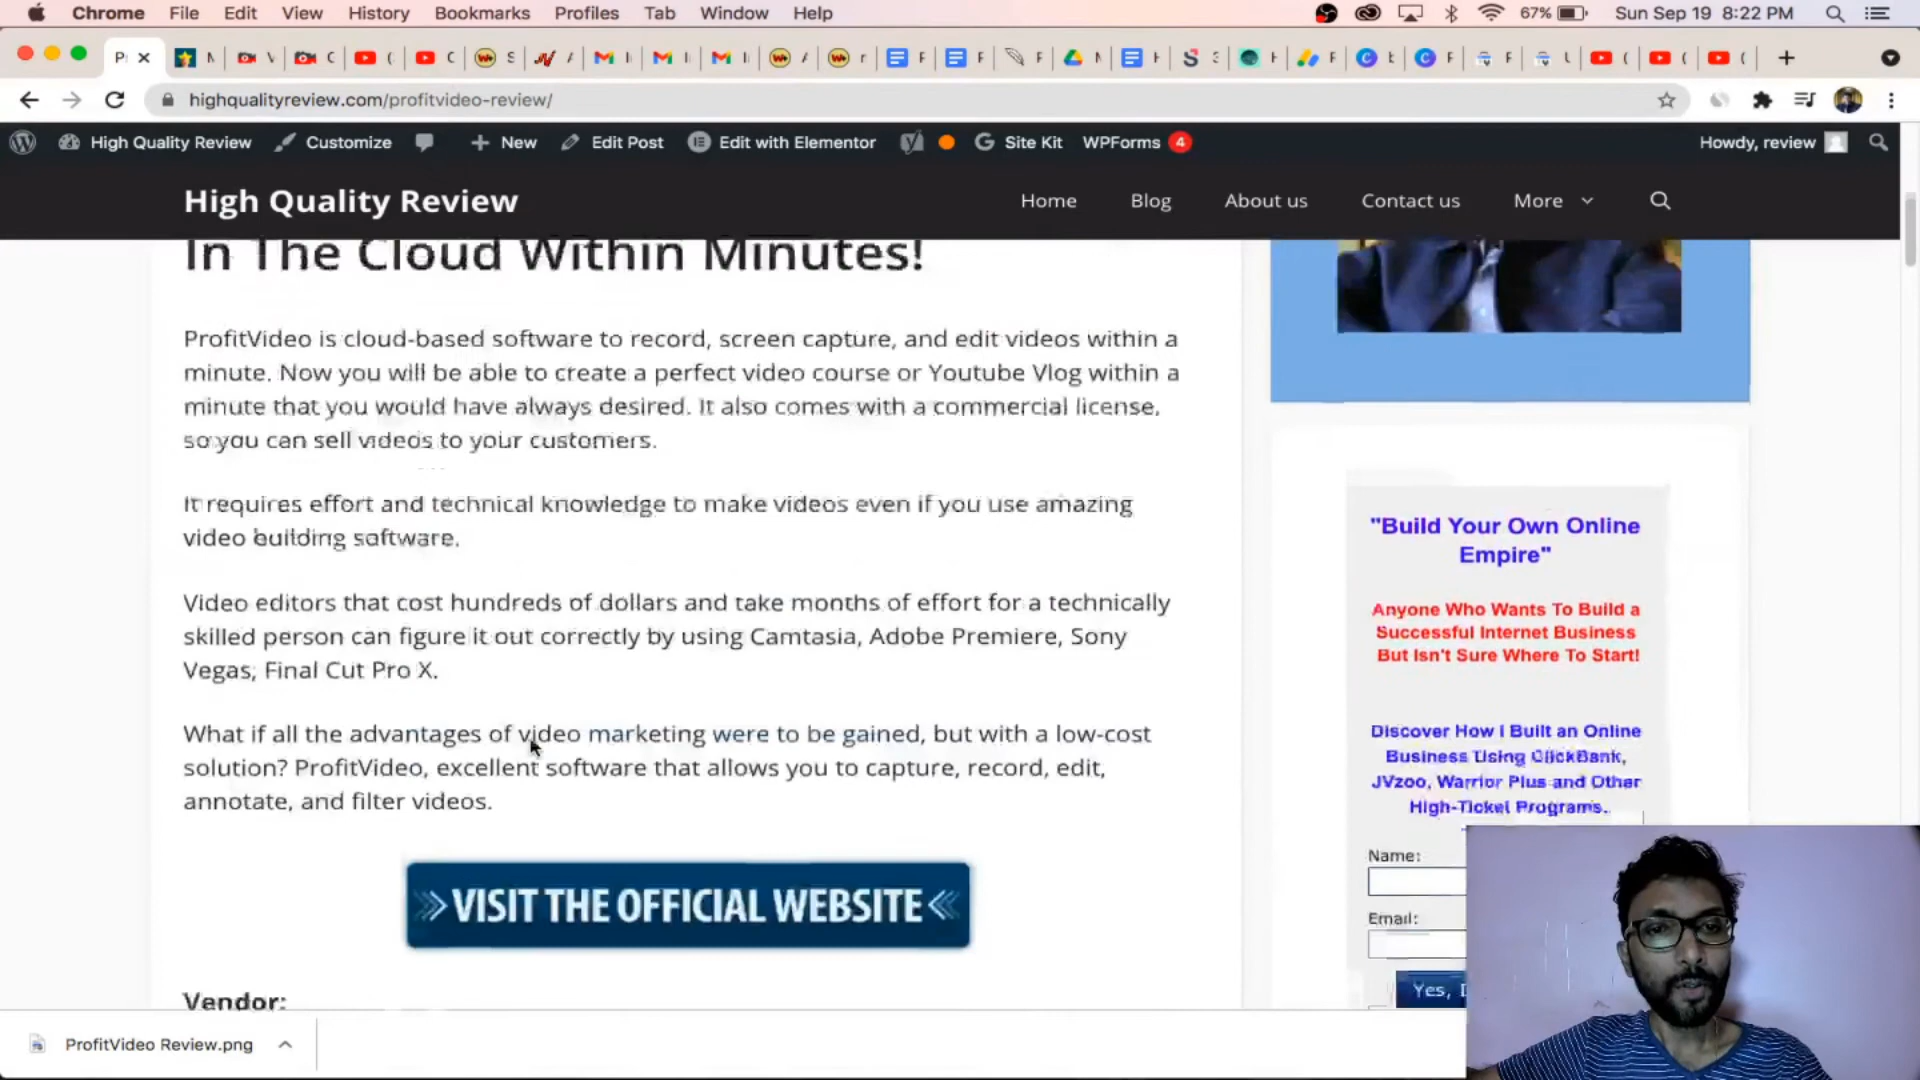 Chrome File Edit View History Bookmarks Profiles Tab Window Help 67% Sun Sep 19 8:22 PM
highqualityreview.com/profitvideo-review/
High Quality Review Customize New Edit Post Edit with Elementor Site Kit WPForms 4 Howdy, review
High Quality Review Home Blog About us Contact us More
In The Cloud Within Minutes!
ProfitVideo is cloud-based software to record, screen capture, and edit videos within a
minute. Now you will be able to create a perfect video course or Youtube Vlog within a
minute that you would have always desired. It also comes with a commercial license,
so you can sell videos to your customers.
It requires effort and technical knowledge to make videos even if you use amazing
video building software.
Video editors that cost hundreds of dollars and take months of effort for a technically
skilled person can figure it out correctly by using Camtasia, Adobe Premiere, Sony
Vegas, Final Cut Pro X.
What if all the advantages of video marketing were to be gained, but with a low-cost
solution? ProfitVideo, excellent software that allows you to capture, record, edit,
annotate, and filter videos.
VISIT THE OFFICIAL WEBSITE
Vendor:
"Build Your Own Online
Empire"
Anyone Who Wants To Build a
Successful Internet Business
But Isn't Sure Where To Start!
Discover How I Built an Online
Business Using ClickBank,
JVzoo, Warrior Plus and Other
High-Ticket Programs.
Name:
Email:
Yes,
ProfitVideo Review.png